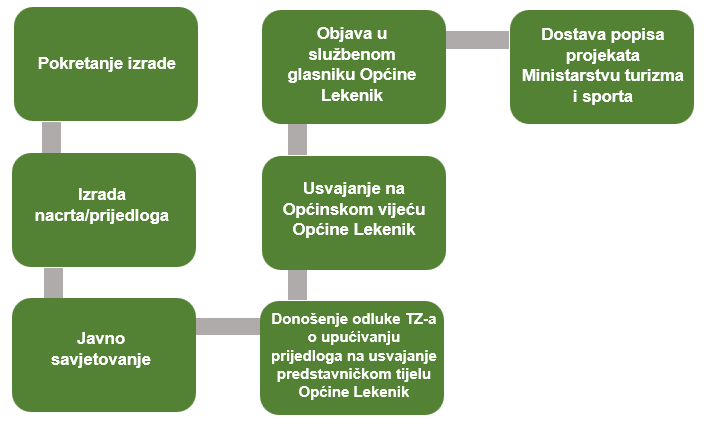 Pokretanje izrade
Izrada
nacrta/prijedloga
Javno
savjetovanje
Donošenje odluke TZ-a
o upućivanju
prijedloga na usvajanje
predstavničkom tijelu
Općine Lekenik
Usvajanje na
Općinskom vijeću
Općine Lekenik
Objava u
službenom
glasniku Općine
Lekenik
Dostava popisa
projekata
Ministarstvu turizma
i sporta